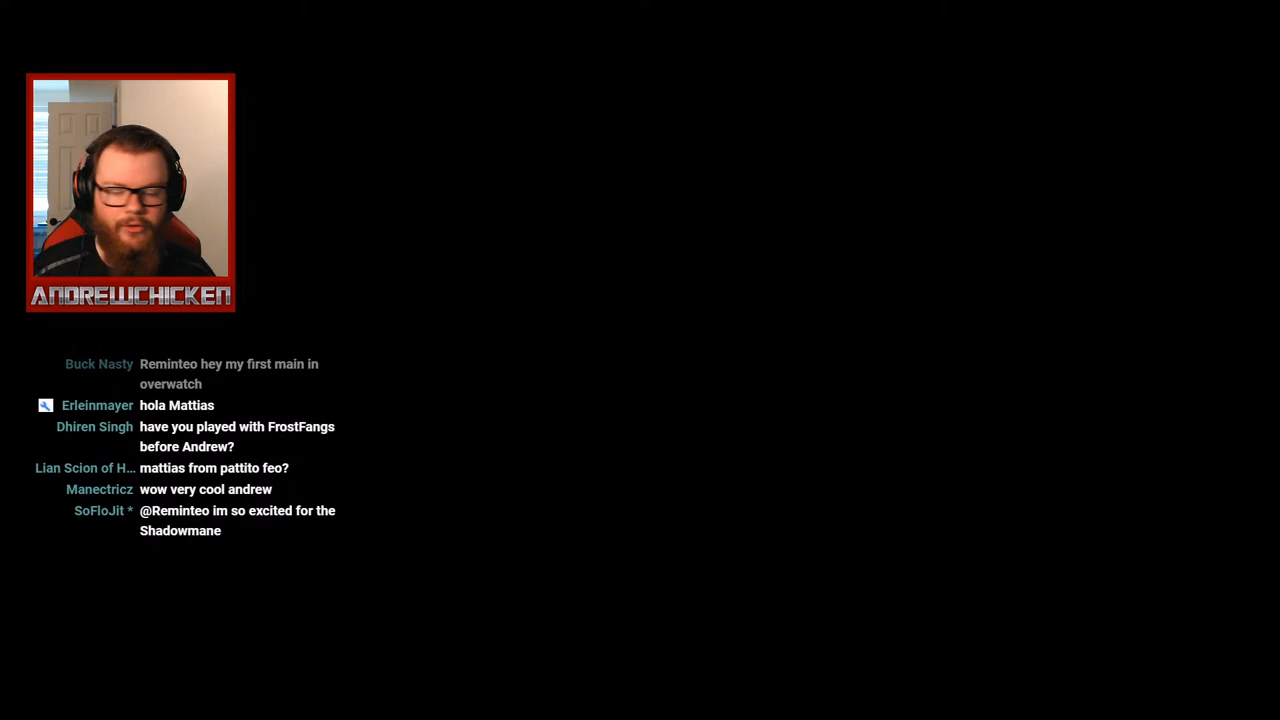 ANDREWCHICKEN
Buck Nasty Reminteo hey my first main in
overwatch
Erleinmayer hola Mattias
Dhiren Singh have you played with FrostFangs
before Andrew?
Lian Scion of H... mattias from pattito feo?
Manectricz wow very cool andrew
SoFloJit * @Reminteo im so excited for the
Shadowmane